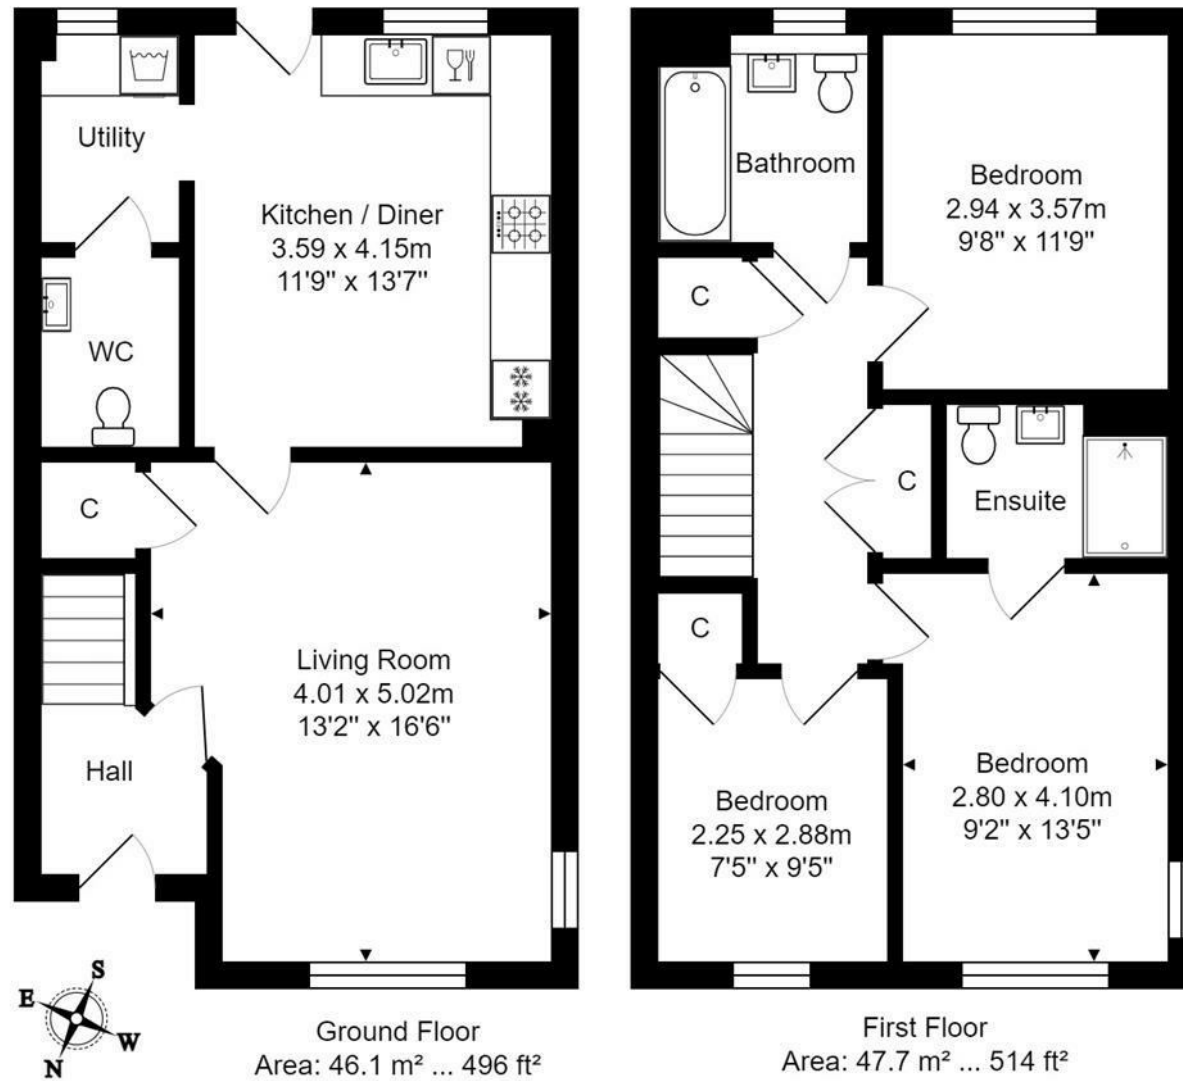 Utility
Kitchen / Diner
3.59 x 4.15m
11'9" x 13'7"
WC
C
Living Room
4.01 x 5.02m
13'2" x 16'6"
Hall
S
E
W
N
Ground Floor
Area: 46.1 m² ... 496 ft²
Bathroom
Bedroom
2.94 x 3.57m
9'8" x 11'9"
C
C
Ensuite
C
Bedroom
2.25 x 2.88m
7'5" x 9'5"
Bedroom
2.80 x 4.10m
9'2" x 13'5"
First Floor
Area: 47.7 m² ... 514 ft²